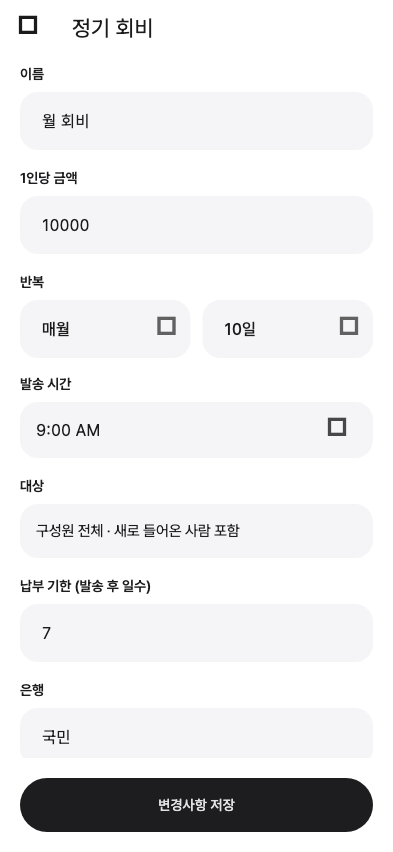 정기 회비
이름
월 회비
1인당 금액
10000
반복
매월 10일
발송 시간
9:00 AM
대상
구성원 전체 · 새로 들어온 사람 포함
납부 기한 (발송 후 일수)
7
은행
국민
변경사항 저장